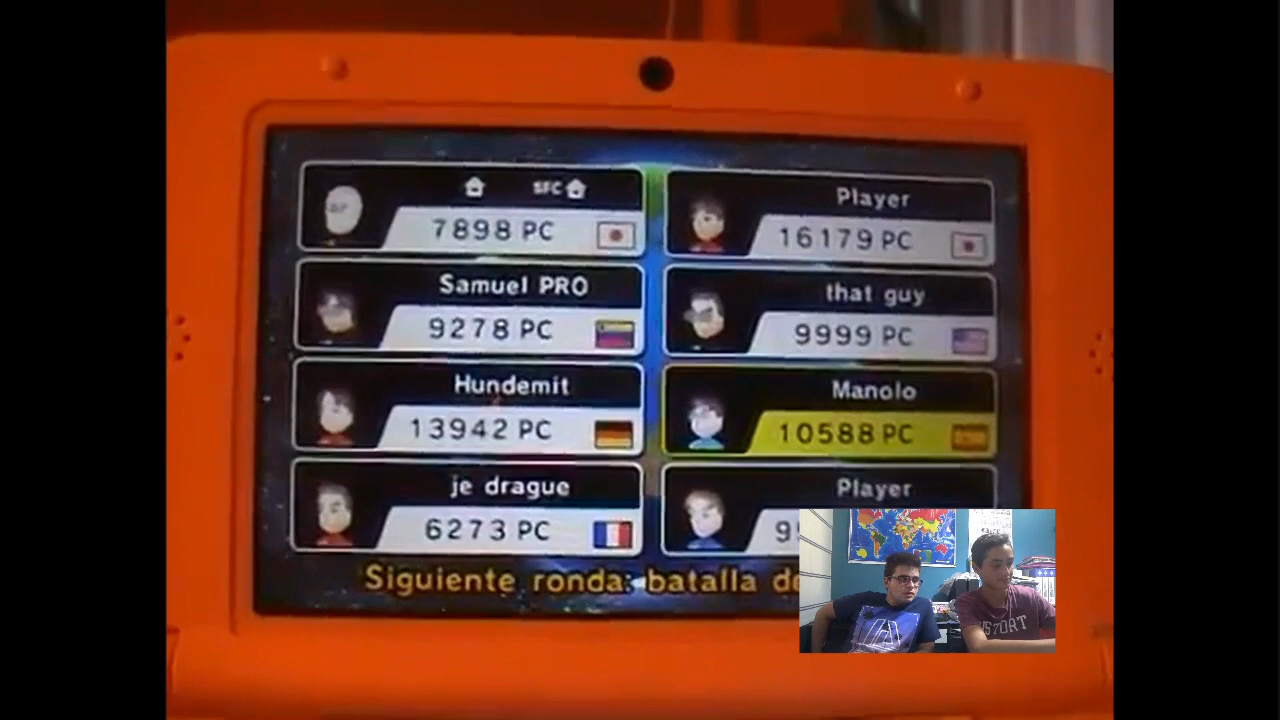 SFC
7898 PC
Player
16179 PC
Samuel PRO
9278 PC
that guy
9999 PC
Hundemit
13942 PC
Manolo
10588 PC
je drague
6273 PC
Player
Siguiente ronda: batalla